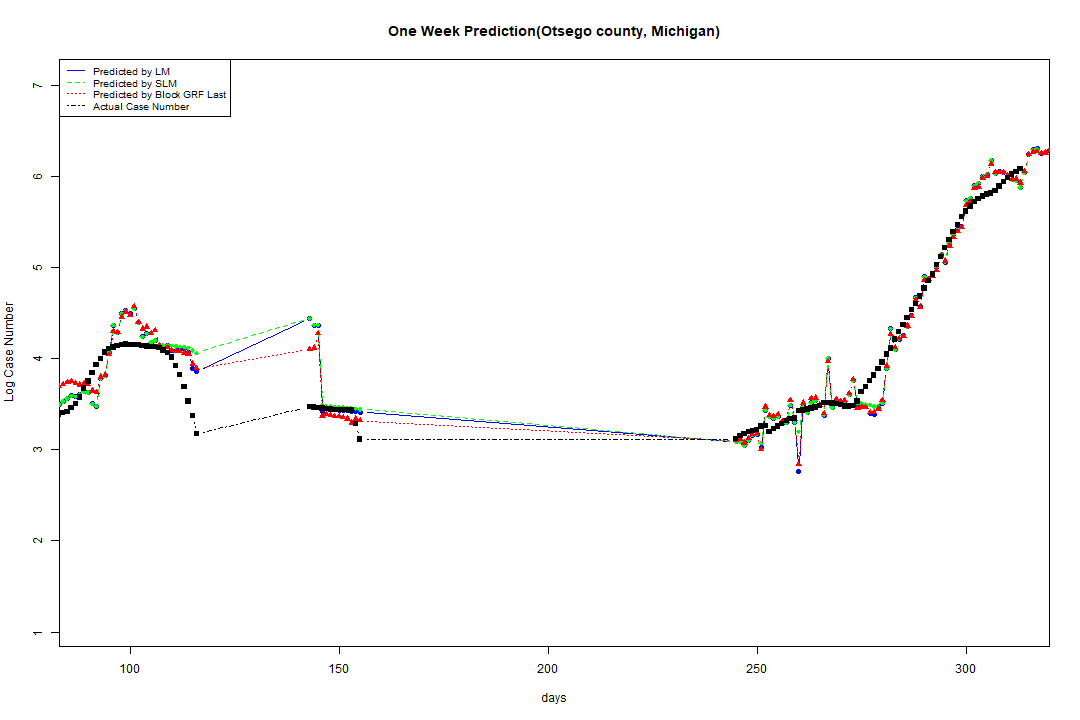 One Week Prediction(Otsego county, Michigan)
Predicted by LM
Predicted by SLM
Predicted by Block GRF Last
Actual Case Number
Log Case Number
7
6
5
4
3
2
1
100 150 200 250 300
days